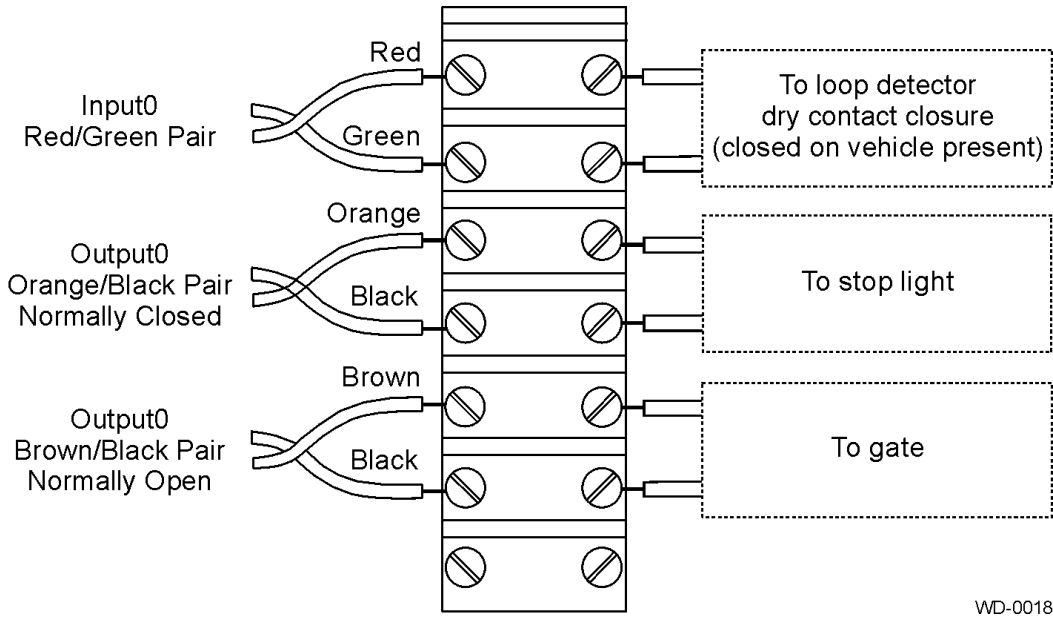 Red
Input0
Red/Green Pair
Green
To loop detector
dry contact closure
(closed on vehicle present)
Orange
Output0
Orange/Black Pair
Normally Closed
Black
To stop light
Brown
Output0
Brown/Black Pair
Normally Open
Black
To gate
WD-0018